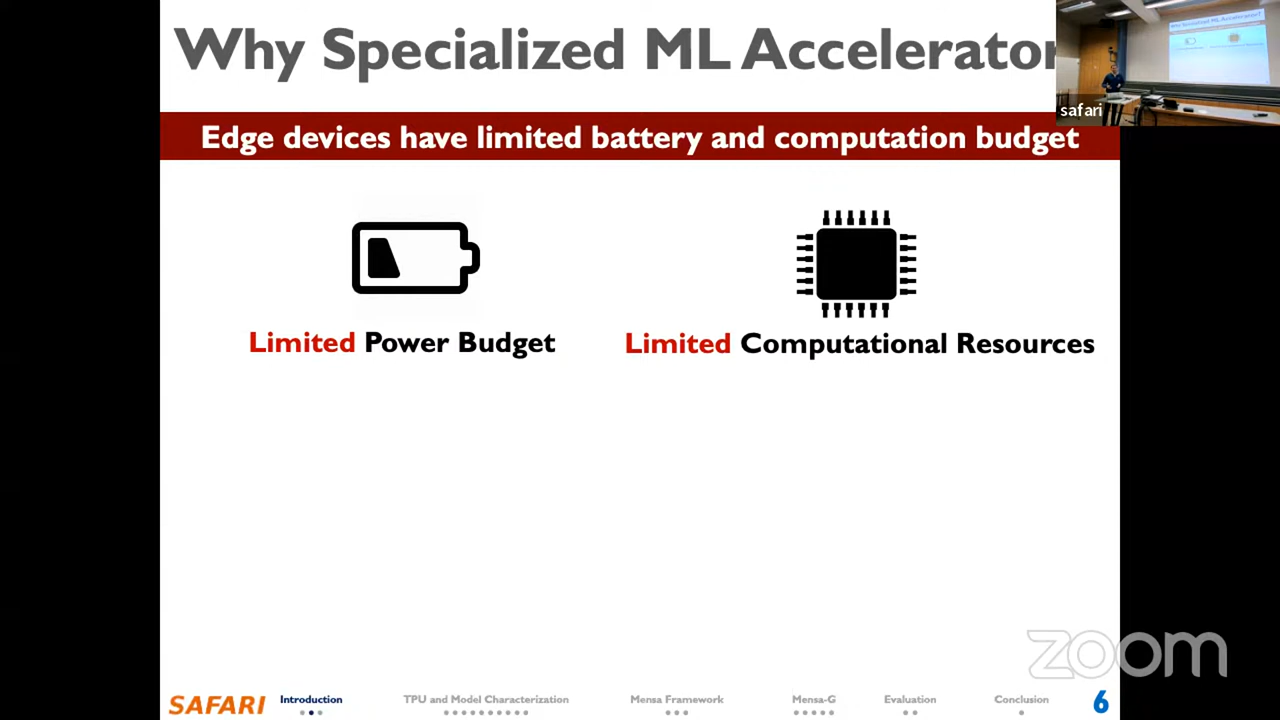 Why Specialized ML Accelerator
safari
Edge devices have limited battery and computation budget
Limited Power Budget
Limited Computational Resources
zoom
SAFARI
Introduction
TPU and Model Characterization
Mensa Framework
Mensa-G
Evaluation
Conclusion
6